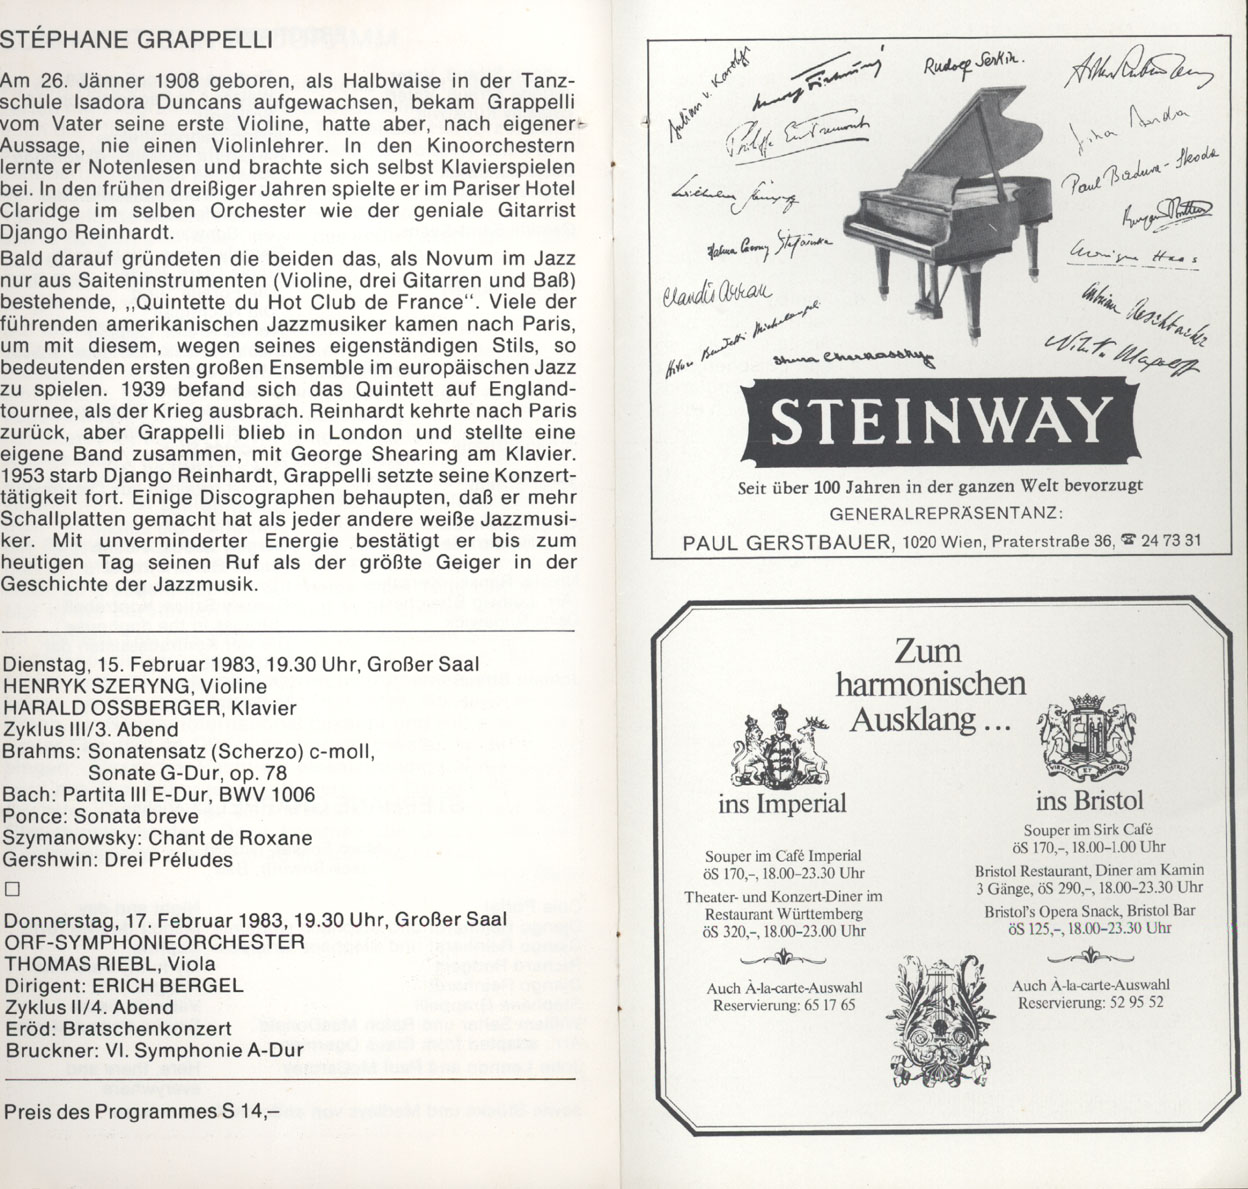 STÉPHANE GRAPPELLI
Am 26. Jänner 1908 geboren, als Halbwaise in der Tanz-
schule Isadora Duncans aufgewachsen, bekam Grappelli
vom Vater seine erste Violine, hatte aber, nach eigener
Aussage, nie einen Violinlehrer. In den Kinoorchestern
lernte er Notenlesen und brachte sich selbst Klavierspielen
bei. In den frühen dreißiger Jahren spielte er im Pariser Hotel
Claridge im selben Orchester wie der geniale Gitarrist
Django Reinhardt.
Bald darauf gründeten die beiden das, als Novum im Jazz
nur aus Saiteninstrumenten (Violine, drei Gitarren und Baß)
bestehende, „Quintette du Hot Club de France“. Viele der
führenden amerikanischen Jazzmusiker kamen nach Paris,
um mit diesem, wegen seines eigenständigen Stils, so
bedeutenden ersten großen Ensemble im europäischen Jazz
zu spielen. 1939 befand sich das Quintett auf England-
tournee, als der Krieg ausbrach. Reinhardt kehrte nach Paris
zurück, aber Grappelli blieb in London und stellte eine
eigene Band zusammen, mit George Shearing am Klavier.
1953 starb Django Reinhardt, Grappelli setzte seine Konzert-
tätigkeit fort. Einige Discographen behaupten, daß er mehr
Schallplatten gemacht hat als jeder andere weiße Jazzmusi-
ker. Mit unverminderter Energie bestätigt er bis zum
heutigen Tag seinen Ruf als der größte Geiger in der
Geschichte der Jazzmusik.
Dienstag, 15. Februar 1983, 19.30 Uhr, Großer Saal
HENRYK SZERYNG, Violine
HARALD OSSBERGER, Klavier
Zyklus III/3. Abend
Brahms: Sonatensatz (Scherzo) c-moll,
Sonate G-Dur, op. 78
Bach: Partita III E-Dur, BWV 1006
Ponce: Sonata breve
Szymanowsky: Chant de Roxane
Gershwin: Drei Préludes
Donnerstag, 17. Februar 1983, 19.30 Uhr, Großer Saal
ORF-SYMPHONIEORCHESTER
THOMAS RIEBL, Viola
Dirigent: ERICH BERGEL
Zyklus II/4. Abend
Eröd: Bratschenkonzert
Bruckner: VI. Symphonie A-Dur
Preis des Programmes S 14,–
Rudolf Serkin
Paul Badura-Skoda
Monique Haas
Claudio Arrau
Shura Cherkassky
STEINWAY
Seit über 100 Jahren in der ganzen Welt bevorzugt
GENERALREPRÄSENTANZ:
PAUL GERSTBAUER, 1020 Wien, Praterstraße 36, ☎ 24 73 31
Zum
harmonischen
Ausklang ...
ins Imperial
Souper im Café Imperial
öS 170,–, 18.00–23.30 Uhr
Theater- und Konzert-Diner im
Restaurant Württemberg
öS 320,–, 18.00–23.00 Uhr
Auch À-la-carte-Auswahl
Reservierung: 65 17 65
VIRTUTE ET INDUSTRIA
ins Bristol
Souper im Sirk Café
öS 170,–, 18.00–1.00 Uhr
Bristol Restaurant, Diner am Kamin
3 Gänge, öS 290,–, 18.00–23.30 Uhr
Bristol's Opera Snack, Bristol Bar
öS 125,–, 18.00–23.30 Uhr
Auch À-la-carte-Auswahl
Reservierung: 52 95 52